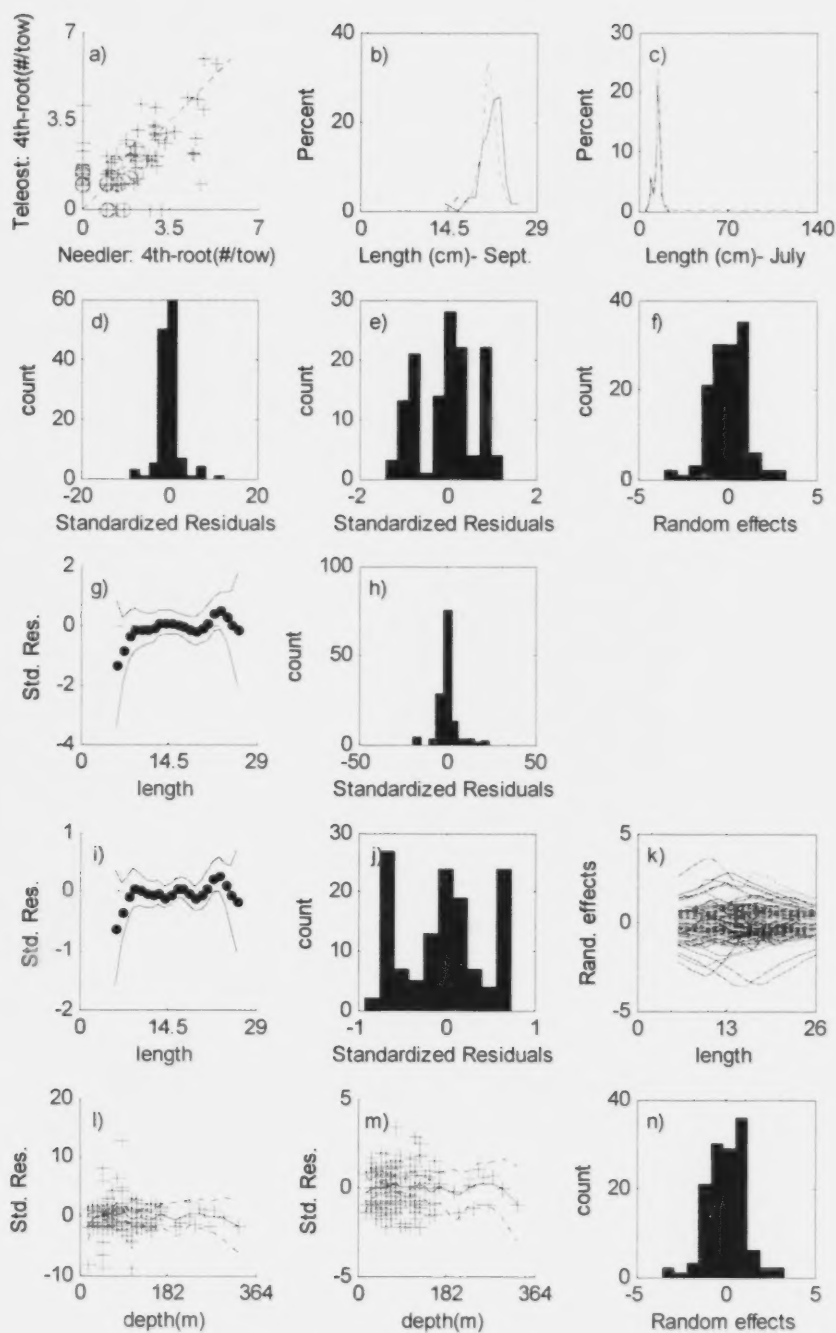 a)
Teleost: 4th-root(#/tow)
7
3.5
0
0 3.5 7
Needler: 4th-root(#/tow)
b)
Percent
40
20
0
0 14.5 29
Length (cm)- Sept.
c)
Percent
30
20
10
0
0 70 140
Length (cm)- July
d)
count
60
40
20
0
-20 0 20
Standardized Residuals
e)
count
30
20
10
0
-2 0 2
Standardized Residuals
f)
count
40
20
0
-5 0 5
Random effects
g)
Std. Res.
2
0
-2
-4
0 14.5 29
length
h)
count
100
50
0
-50 0 50
Standardized Residuals
i)
Std. Res.
1
0
-1
-2
0 14.5 29
length
j)
count
30
20
10
0
-1 0 1
Standardized Residuals
k)
Rand. effects
5
0
-5
0 13 26
length
l)
Std. Res.
20
10
0
-10
0 182 364
depth(m)
m)
Std. Res.
5
0
-5
0 182 364
depth(m)
n)
count
40
20
0
-5 0 5
Random effects